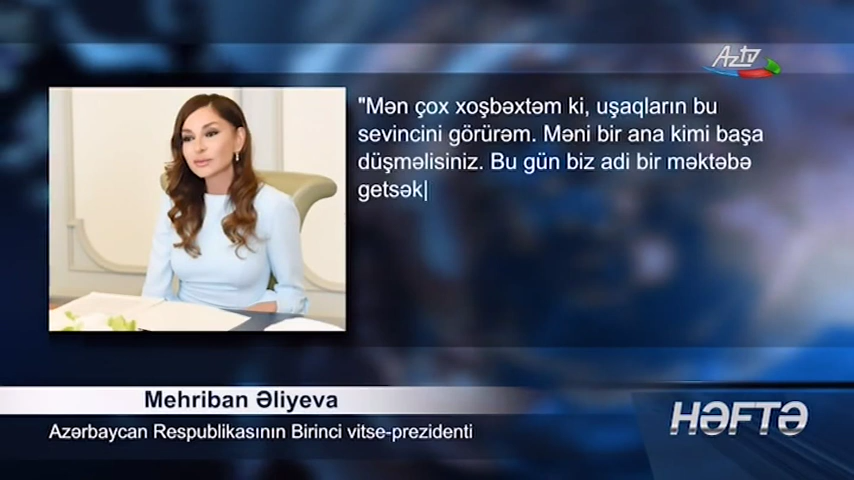 AzTV
"Mən çox xoşbəxtəm ki, uşaqların bu
sevincini görürəm. Məni bir ana kimi başa
düşməlisiniz. Bu gün biz adi bir məktəbə
getsək|
Mehriban Əliyeva
Azərbaycan Respublikasının Birinci vitse-prezidenti
HƏFTƏ